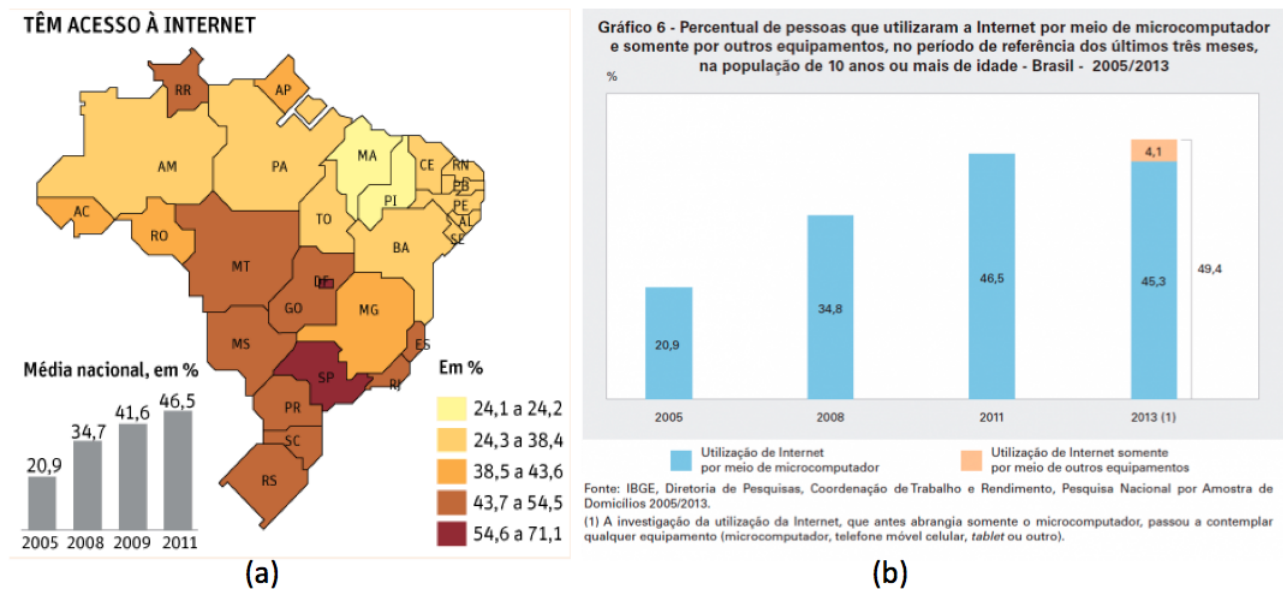 TÊM ACESSO À INTERNET
RR
AP
AM
PA
MA
CE
RN
PB
PI
PE
AL
SE
AC
RO
TO
BA
MT
DF
GO
MG
MS
ES
SP
RJ
PR
SC
RS
Média nacional, em %
20,9
34,7
41,6
46,5
2005 2008 2009 2011
Em %
24,1 a 24,2
24,3 a 38,4
38,5 a 43,6
43,7 a 54,5
54,6 a 71,1
(a)
Gráfico 6 - Percentual de pessoas que utilizaram a Internet por meio de microcomputador
e somente por outros equipamentos, no período de referência dos últimos três meses,
na população de 10 anos ou mais de idade - Brasil - 2005/2013
%
20,9
34,8
46,5
4,1
45,3
49,4
2005 2008 2011 2013 (1)
Utilização de Internet
por meio de microcomputador
Utilização de Internet somente
por meio de outros equipamentos
Fonte: IBGE, Diretoria de Pesquisas, Coordenação de Trabalho e Rendimento, Pesquisa Nacional por Amostra de
Domicílios 2005/2013.
(1) A investigação da utilização da Internet, que antes abrangia somente o microcomputador, passou a contemplar
qualquer equipamento (microcomputador, telefone móvel celular, tablet ou outro).
(b)